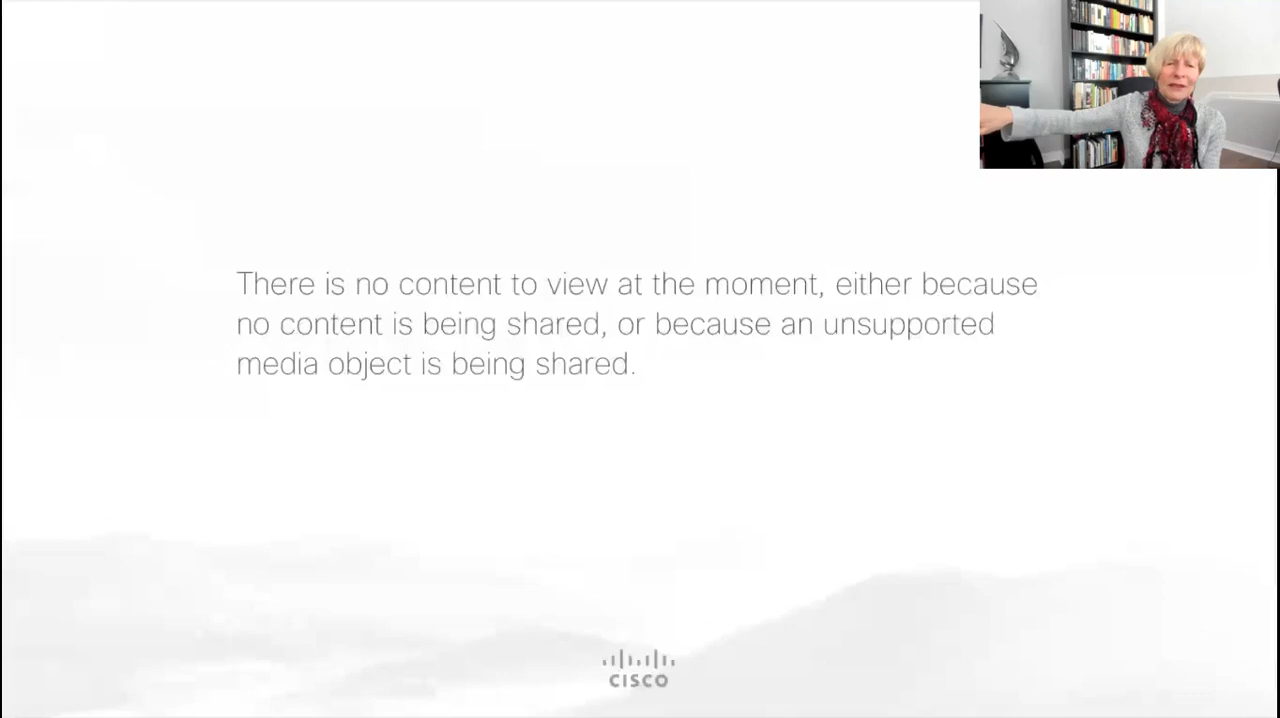 There is no content to view at the moment, either because
no content is being shared, or because an unsupported
media object is being shared.
CISCO